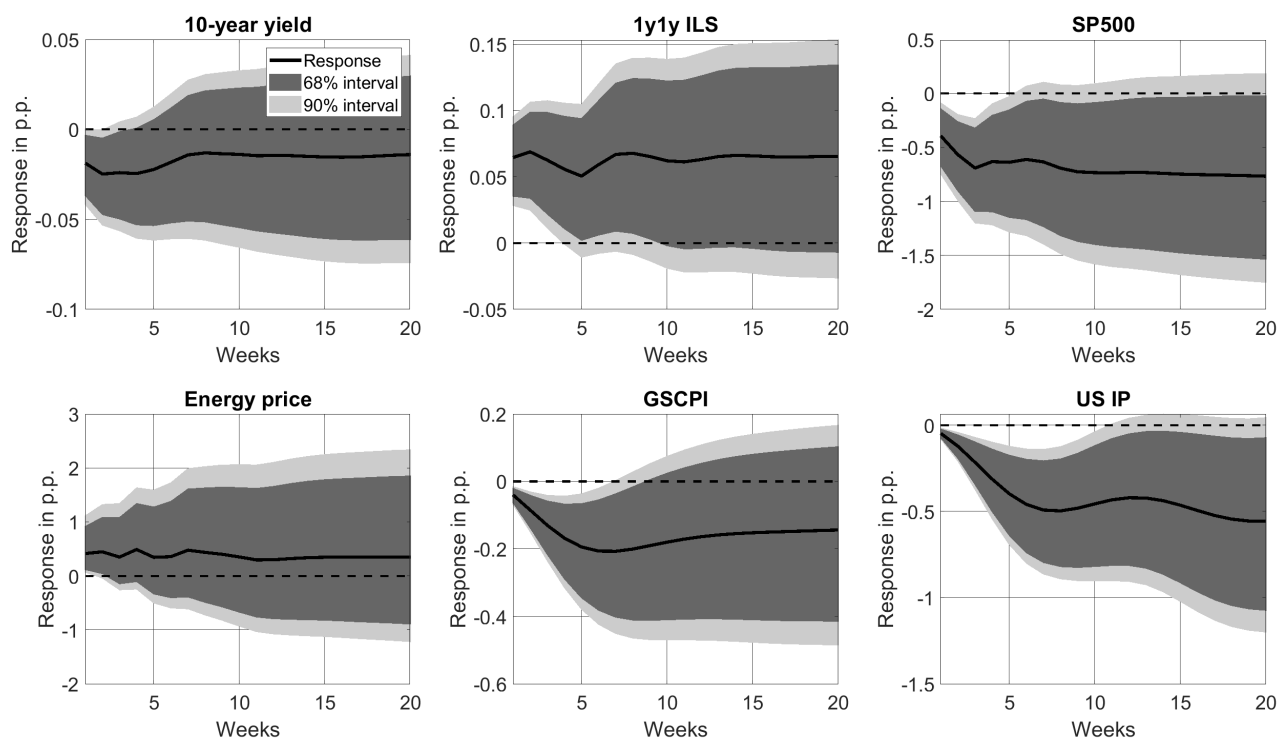 10-year yield
0.05
0
-0.05
-0.1
Response in p.p.
5
10
15
20
Weeks
Response
68% interval
90% interval
1y1y ILS
0.15
0.1
0.05
0
-0.05
Response in p.p.
5
10
15
20
Weeks
SP500
0.5
0
-0.5
-1
-1.5
-2
Response in p.p.
5
10
15
20
Weeks
Energy price
3
2
1
0
-1
-2
Response in p.p.
5
10
15
20
Weeks
GSCPI
0.2
0
-0.2
-0.4
-0.6
Response in p.p.
5
10
15
20
Weeks
US IP
0
-0.5
-1
-1.5
Response in p.p.
5
10
15
20
Weeks